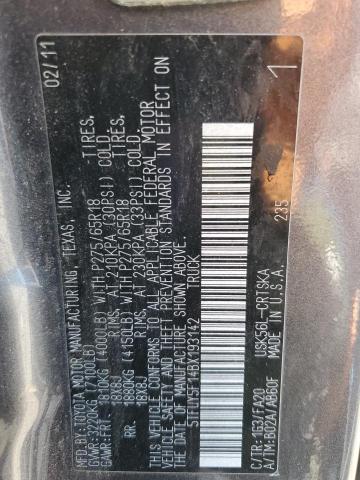 MFD. BY: TOYOTA MOTOR MANUFACTURING, TEXAS, INC. 02/11
GVWR: 3220KG (7100LB)
GAWR: FRT. 1810KG (4000LB) WITH P275/65R18 TIRES,
18X8J RIMS, AT 210KPA (30PSI) COLD.
RR. 1880KG (4150LB) WITH P275/65R18 TIRES,
18X8J RIMS, AT 230KPA (33PSI) COLD.
THIS VEHICLE CONFORMS TO ALL APPLICABLE FEDERAL MOTOR
VEHICLE SAFETY AND THEFT PREVENTION STANDARDS IN EFFECT ON
THE DATE OF MANUFACTURE SHOWN ABOVE.
5TFDW5F14BX193142 TRUCK
235 1
C/TR: 1G3/FA20 USK56L-CRTSKA
A/TM: B02A/AB60F MADE IN U.S.A.